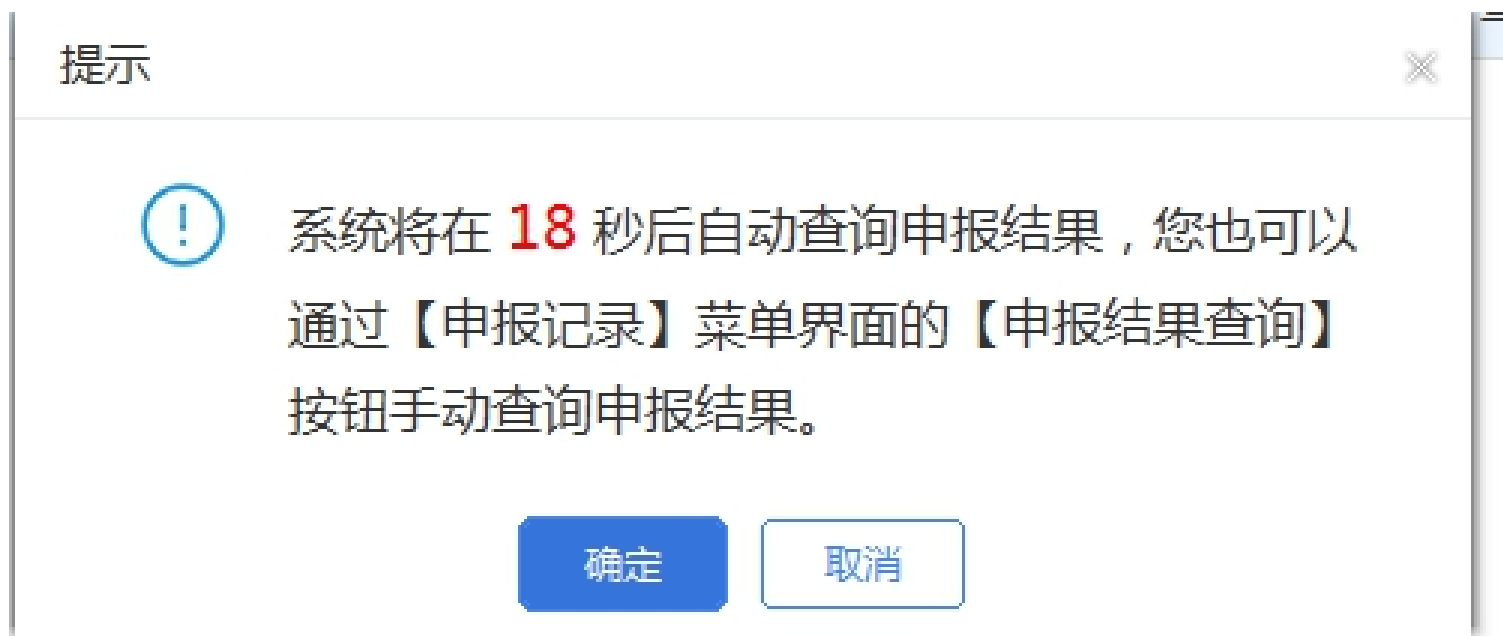 提示
系统将在 18 秒后自动查询申报结果，您也可以
通过【申报记录】菜单界面的【申报结果查询】
按钮手动查询申报结果。
确定 取消